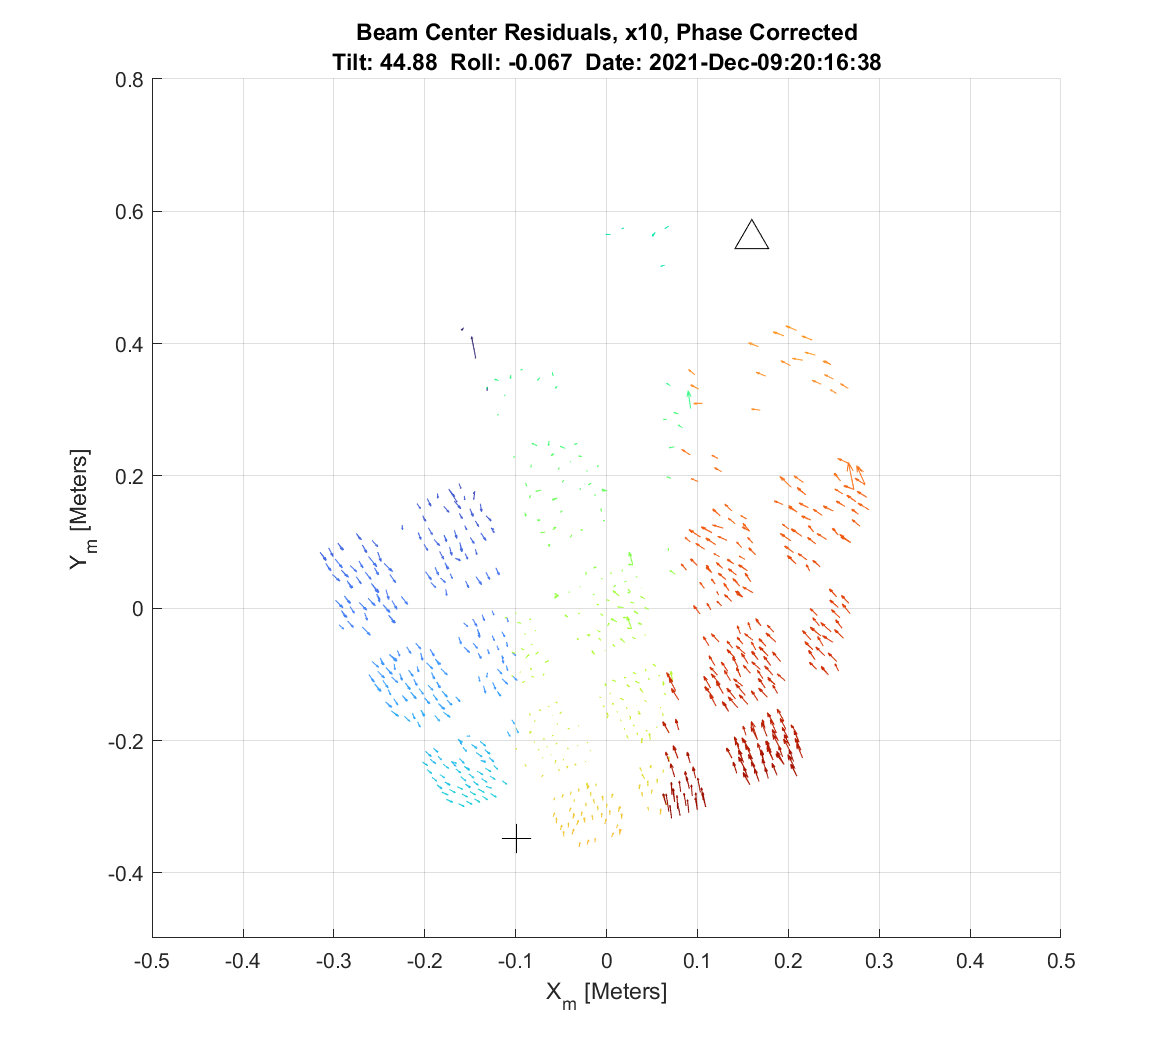 Beam Center Residuals, x10, Phase Corrected
Tilt: 44.88 Roll: -0.067 Date: 2021-Dec-09:20:16:38
0.8
0.6
0.4
0.2
0
-0.2
-0.4
Y_m [Meters]
-0.5 -0.4 -0.3 -0.2 -0.1 0 0.1 0.2 0.3 0.4 0.5
X_m [Meters]